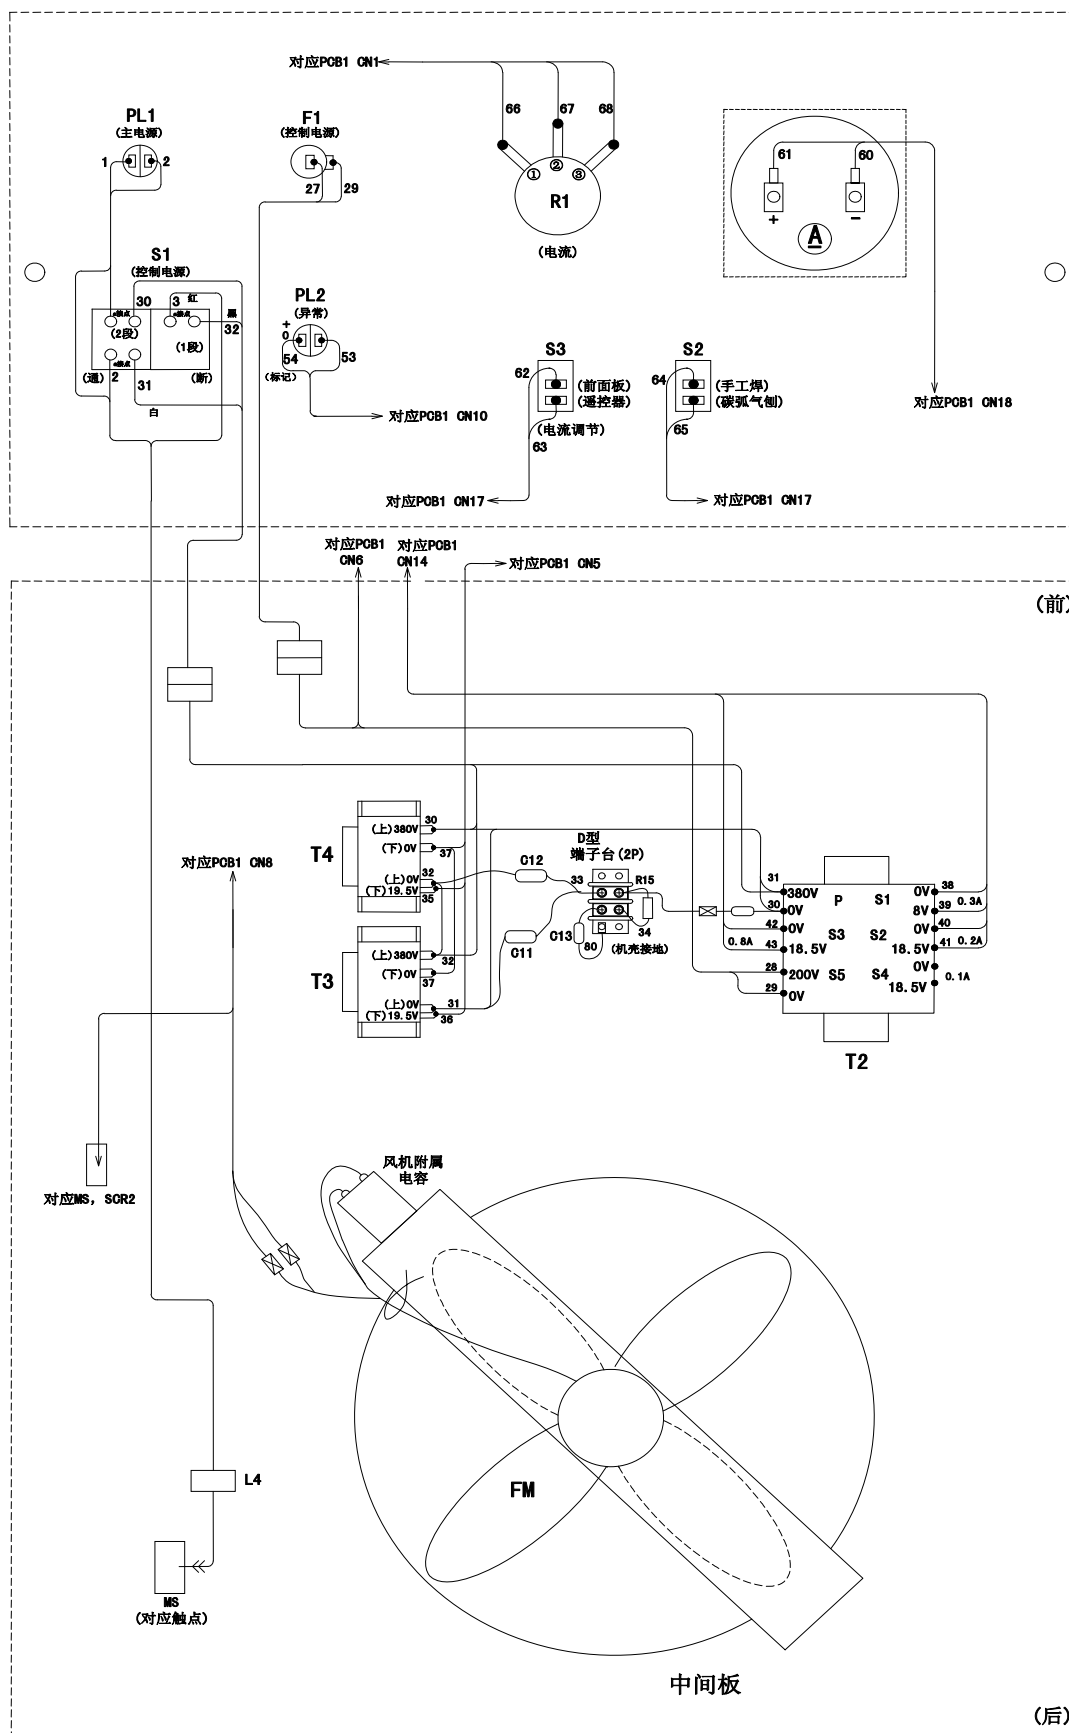 对应PCB1 CN1
66
67
68
PL1
(主电源)
1
2
F1
(控制电源)
27
29
①
②
③
R1
(电流)
61
60
+
−
A
S1
(控制电源)
30
3
红
黑
32
a接点
a接点
(2段)
(1段)
a接点
(通)
2
31
(断)
白
PL2
(异常)
+
0
54
53
(标记)
对应PCB1 CN10
S3
62
(前面板)
(遥控器)
(电流调节)
63
对应PCB1 CN17
S2
64
(手工焊)
(碳弧气刨)
65
对应PCB1 CN17
对应PCB1 CN18
对应PCB1
CN6
对应PCB1
CN14
对应PCB1 CN5
(前)
T4
(上)380V
30
(下)0V
37
(上)0V
32
(下)19.5V
35
T3
(上)380V
32
(下)0V
37
(上)0V
31
(下)19.5V
36
C12
C11
D型
端子台(2P)
33
R15
C13
80
34
(机壳接地)
对应PCB1 CN8
31
380V
P
S1
0V
38
30
0V
8V
39
0.3A
42
0V
S3
S2
0V
40
0.8A
43
18.5V
18.5V
41
0.2A
28
200V
S5
S4
0V
0.1A
29
0V
18.5V
T2
对应MS，SCR2
风机附属
电容
FM
L4
MS
(对应触点)
中间板
(后)